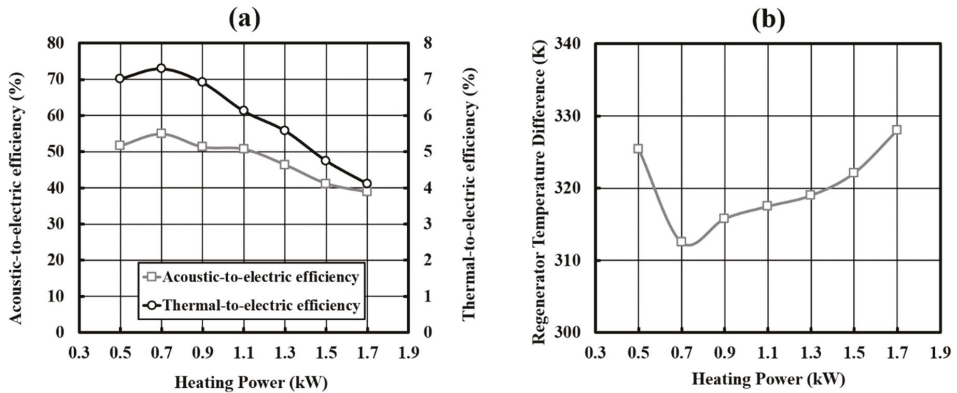 (a)
Acoustic-to-electric efficiency (%)
80
70
60
50
40
30
20
10
0
8
7
6
5
4
3
2
1
0
Thermal-to-electric efficiency (%)
Acoustic-to-electric efficiency
Thermal-to-electric efficiency
0.3 0.5 0.7 0.9 1.1 1.3 1.5 1.7 1.9
Heating Power (kW)
(b)
Regenerator Temperature Difference (K)
340
330
320
310
300
0.3 0.5 0.7 0.9 1.1 1.3 1.5 1.7 1.9
Heating Power (kW)